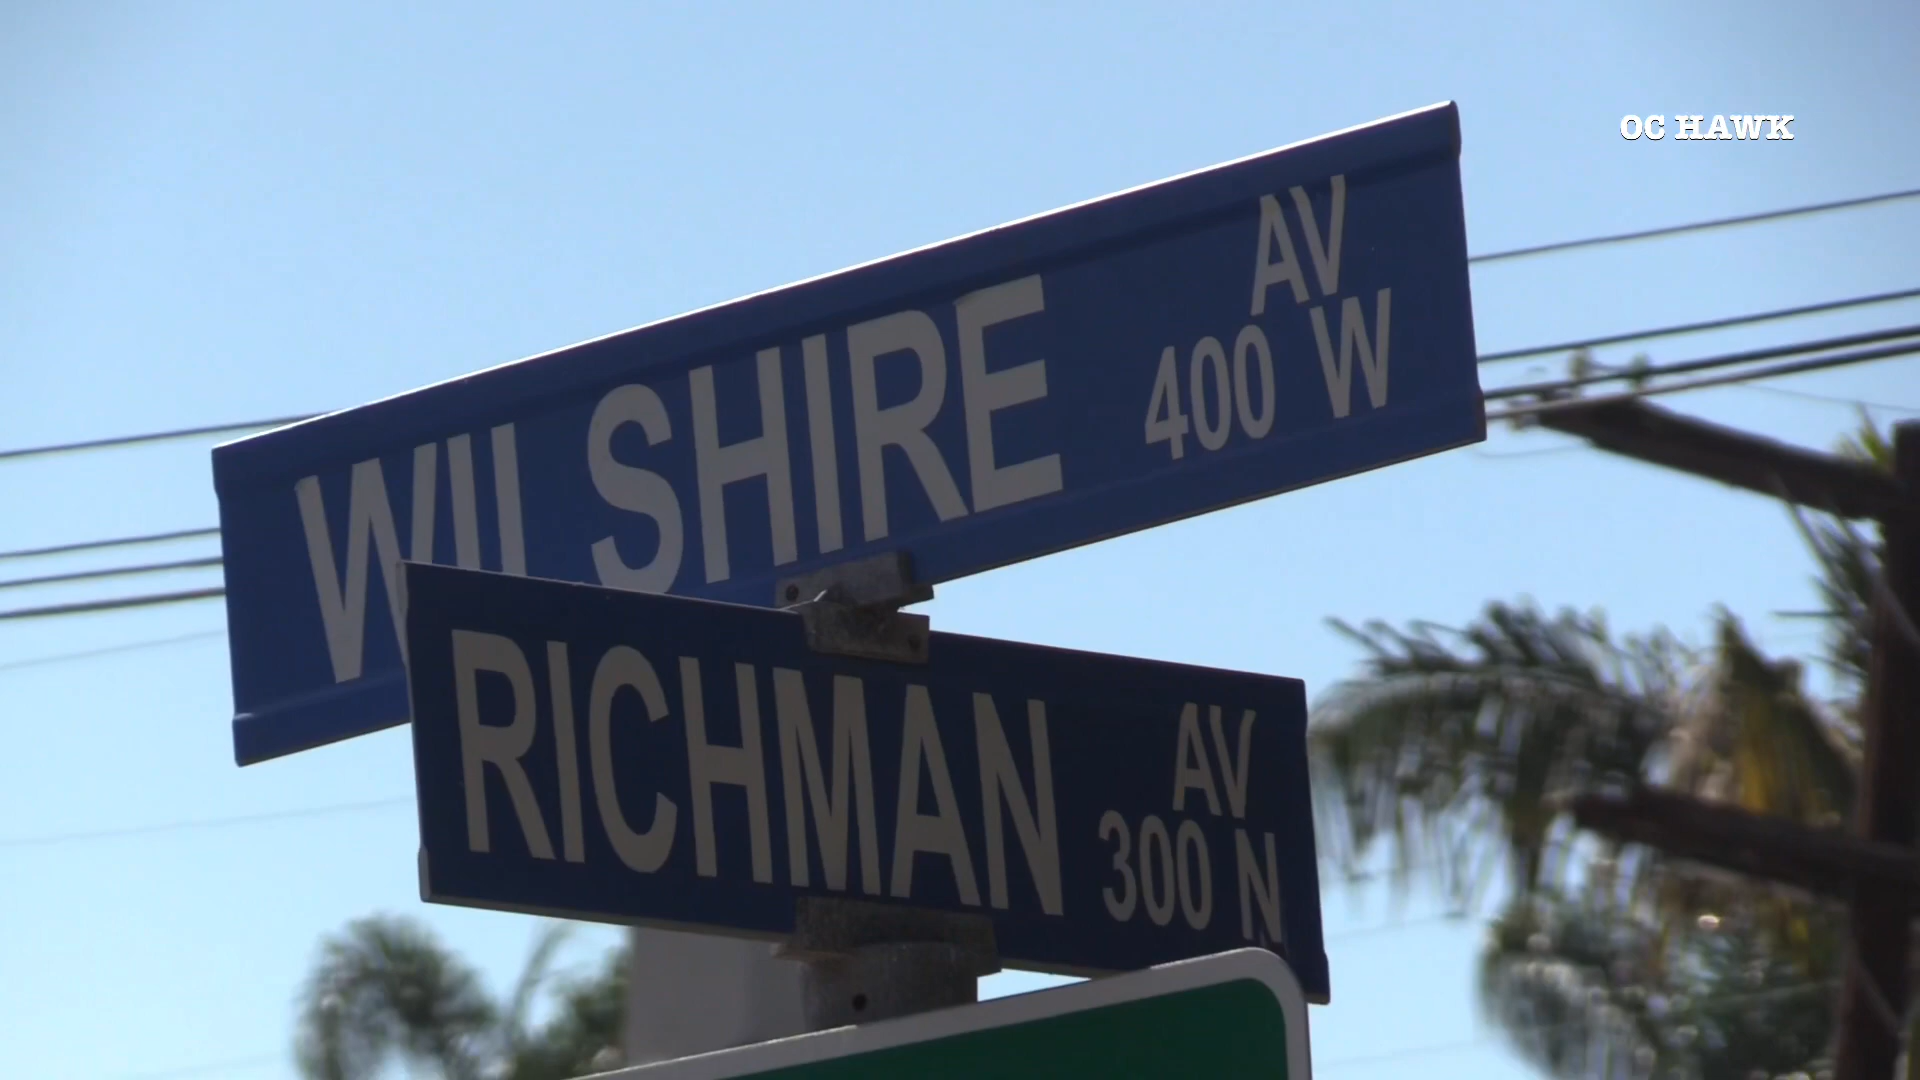 OC HAWK
WILSHIRE AV
400 W
RICHMAN AV
300 N